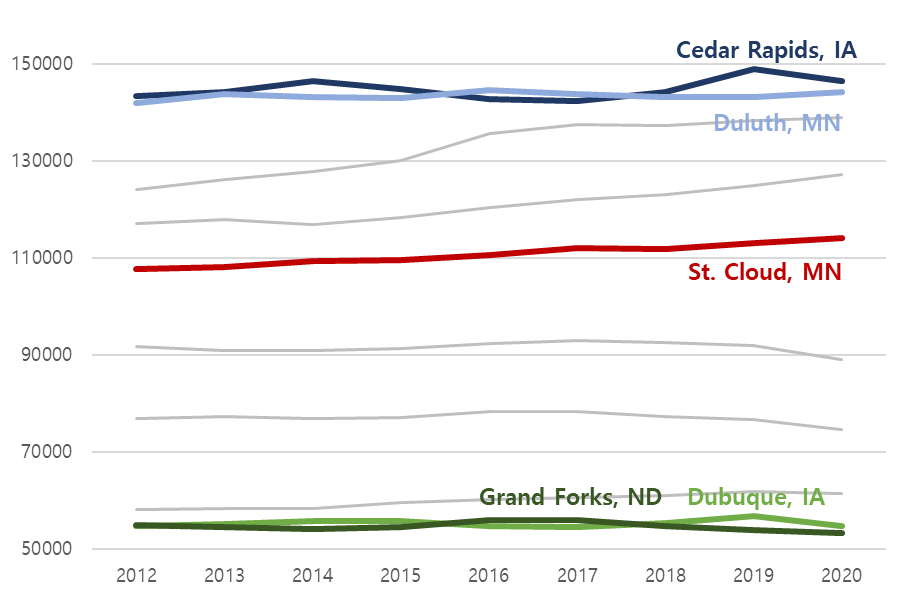 Cedar Rapids, IA
150000
Duluth, MN
130000
110000
St. Cloud, MN
90000
70000
Grand Forks, ND Dubuque, IA
50000
2012 2013 2014 2015 2016 2017 2018 2019 2020